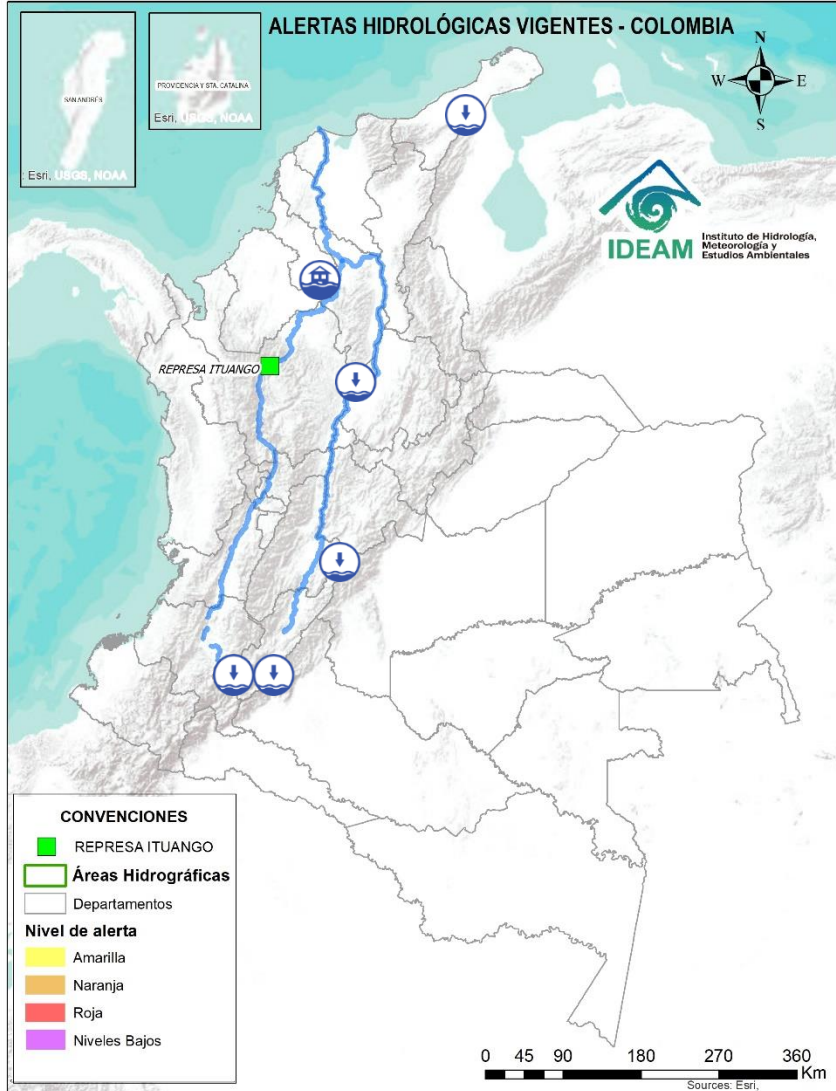 ALERTAS HIDROLÓGICAS VIGENTES - COLOMBIA
SAN ANDRÉS
Esri, USGS, NOAA
PROVIDENCIA Y STA. CATALINA
Esri, USGS, NOAA
N
W E
S
IDEAM
Instituto de Hidrología,
Meteorología y
Estudios Ambientales
REPRESA ITUANGO
CONVENCIONES
REPRESA ITUANGO
Áreas Hidrográficas
Departamentos
Nivel de alerta
Amarilla
Naranja
Roja
Niveles Bajos
0 45 90 180 270 360
Km
Sources: Esri,